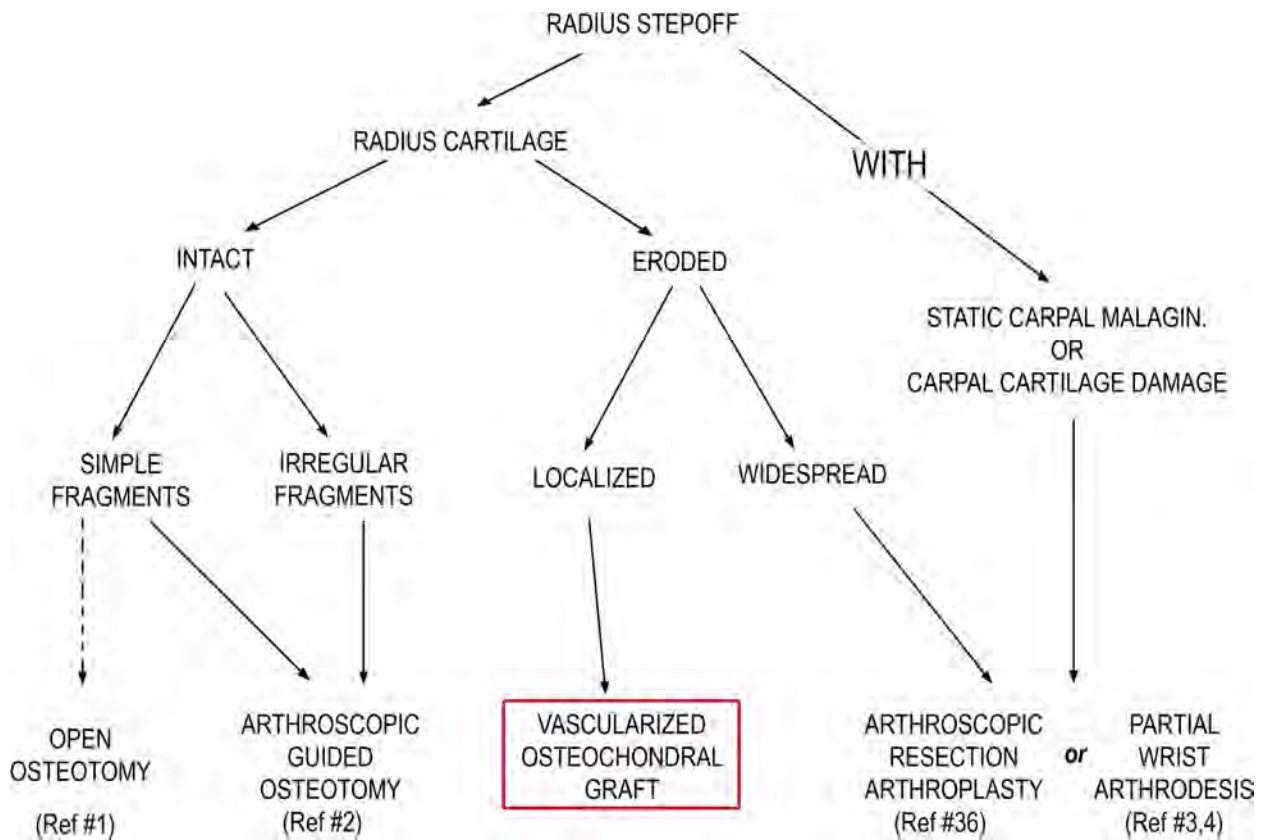 RADIUS STEPOFF
RADIUS CARTILAGE
WITH
INTACT
ERODED
STATIC CARPAL MALAGIN.
OR
CARPAL CARTILAGE DAMAGE
SIMPLE
FRAGMENTS
IRREGULAR
FRAGMENTS
LOCALIZED
WIDESPREAD
OPEN
OSTEOTOMY
(Ref #1)
ARTHROSCOPIC
GUIDED
OSTEOTOMY
(Ref #2)
VASCULARIZED
OSTEOCHONDRAL
GRAFT
ARTHROSCOPIC
RESECTION
ARTHROPLASTY
(Ref #36)
or
PARTIAL
WRIST
ARTHRODESIS
(Ref #3,4)